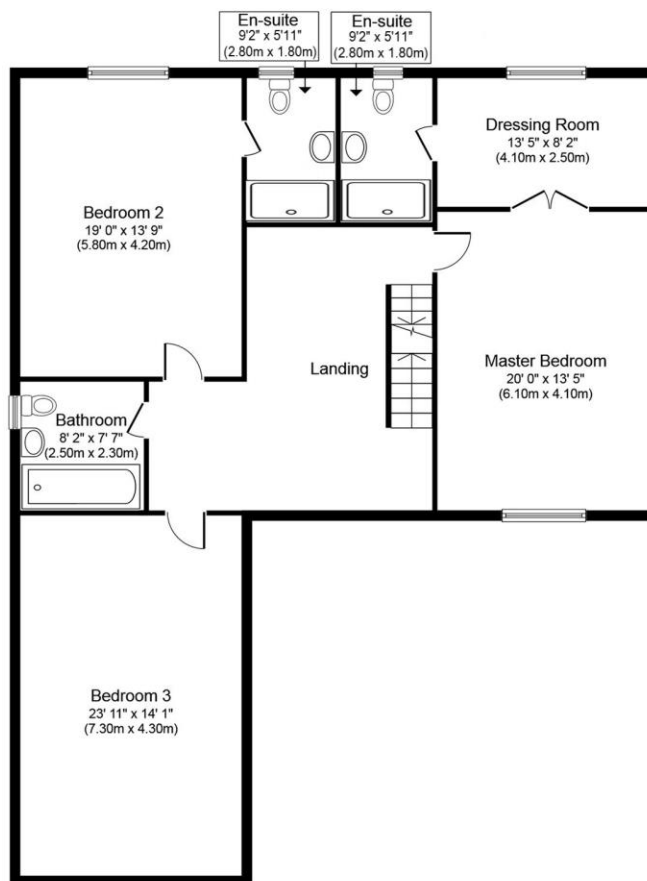 En-suite
9'2" x 5'11"
(2.80m x 1.80m)
En-suite
9'2" x 5'11"
(2.80m x 1.80m)
Dressing Room
13' 5" x 8' 2"
(4.10m x 2.50m)
Bedroom 2
19' 0" x 13' 9"
(5.80m x 4.20m)
Landing
Master Bedroom
20' 0" x 13' 5"
(6.10m x 4.10m)
Bathroom
8' 2" x 7' 7"
(2.50m x 2.30m)
Bedroom 3
23' 11" x 14' 1"
(7.30m x 4.30m)